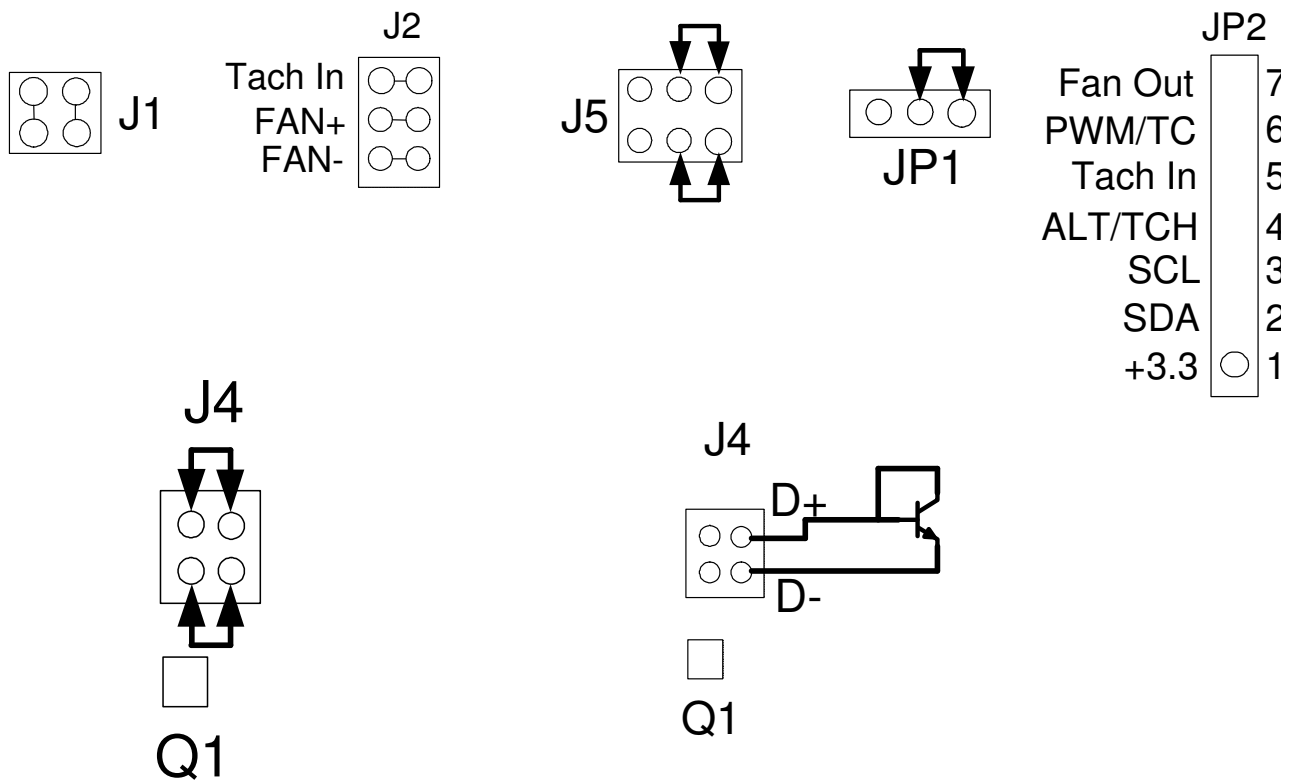 J1
J2
Tach In
FAN+
FAN-
J5
JP1
JP2
Fan Out 7
PWM/TC 6
Tach In 5
ALT/TCH 4
SCL 3
SDA 2
+3.3 1
J4
Q1
J4
D+
D-
Q1